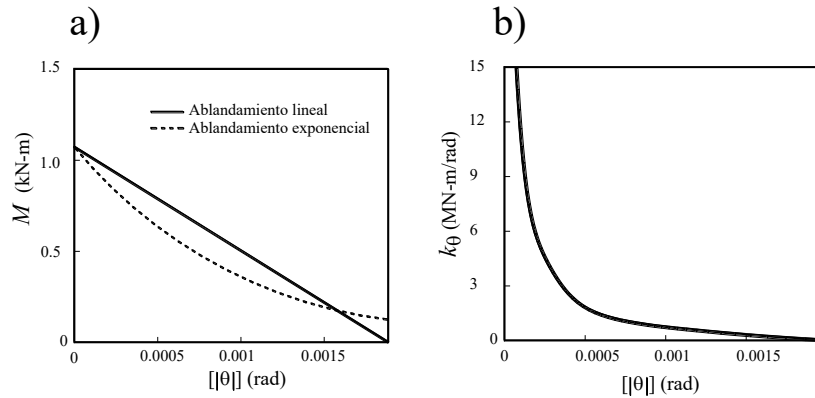 a)
1.5
1.0
0.5
0
M (kN-m)
Ablandamiento lineal
Ablandamiento exponencial
0 0.0005 0.001 0.0015
[|θ|] (rad)
b)
15
12
9
6
3
0
kθ (MN-m/rad)
0 0.0005 0.001 0.0015
[|θ|] (rad)